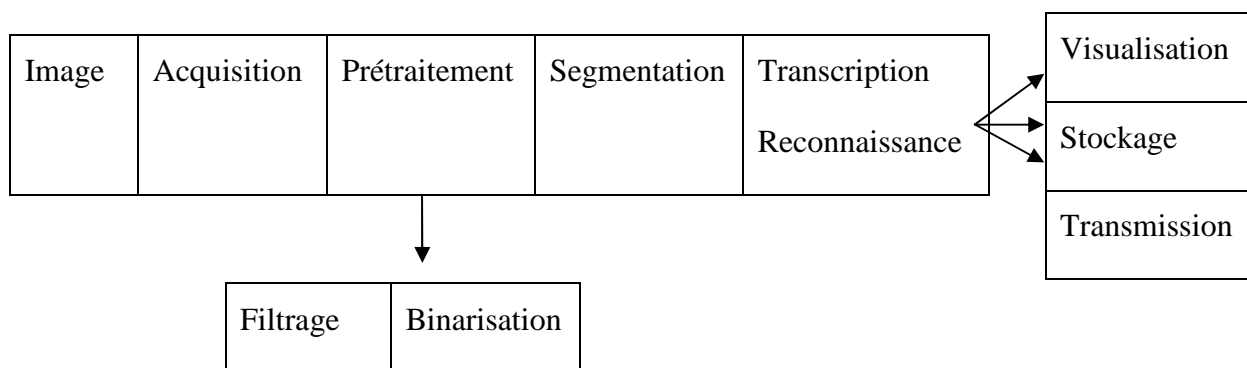 Image
Acquisition
Prétraitement
Segmentation
Transcription
Reconnaissance
Visualisation
Stockage
Transmission
Filtrage
Binarisation